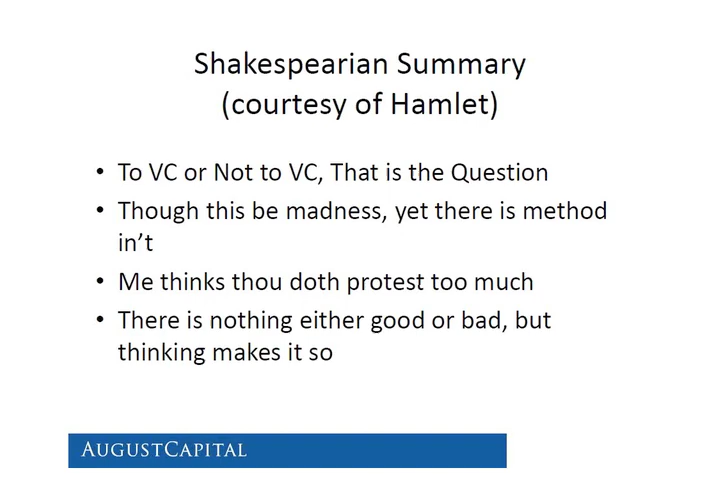 Shakespearian Summary
(courtesy of Hamlet)
• To VC or Not to VC, That is the Question
• Though this be madness, yet there is method
in’t
• Me thinks thou doth protest too much
• There is nothing either good or bad, but
thinking makes it so
AUGUSTCAPITAL